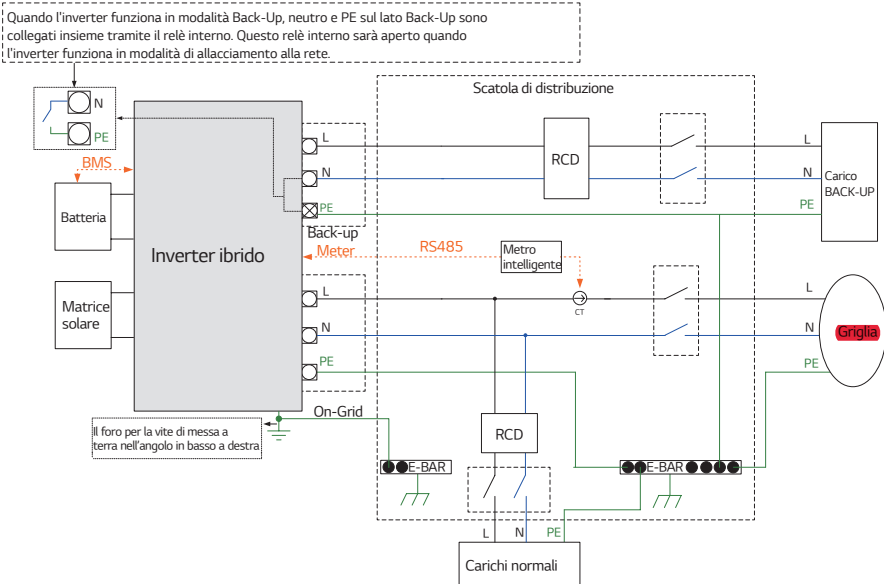 Quando l'inverter funziona in modalità Back-Up, neutro e PE sul lato Back-Up sono
collegati insieme tramite il relè interno. Questo relè interno sarà aperto quando
l'inverter funziona in modalità di allacciamento alla rete.
Scatola di distribuzione
N
PE
BMS
Batteria
Matrice
solare
Inverter ibrido
L
N
PE
Back-up
RCD
L
N
PE
Carico
BACK-UP
Meter
RS485
Metro
intelligente
CT
L
N
PE
On-Grid
L
N
PE
Griglia
Il foro per la vite di messa a
terra nell'angolo in basso a destra
RCD
E-BAR
E-BAR
L
N
PE
Carichi normali